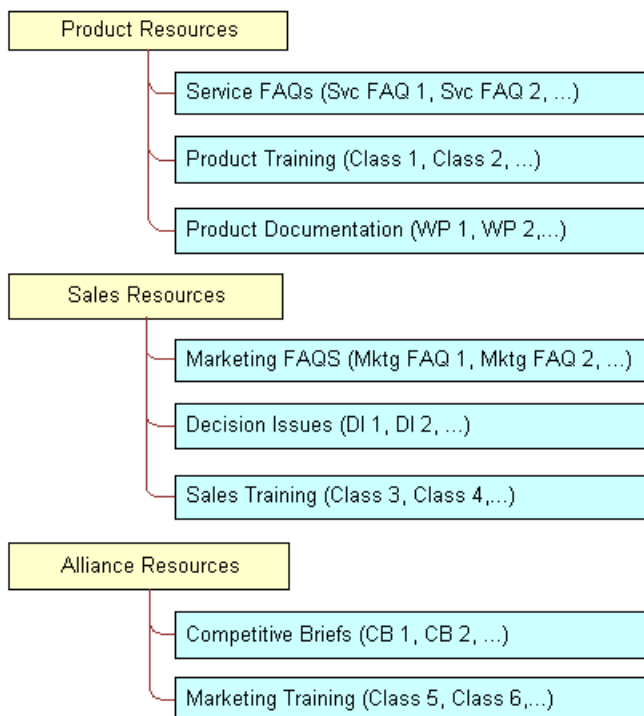 Product Resources
Service FAQs (Svc FAQ 1, Svc FAQ 2, ...)
Product Training (Class 1, Class 2, ...)
Product Documentation (WP 1, WP 2,...)
Sales Resources
Marketing FAQS (Mktg FAQ 1, Mktg FAQ 2, ...)
Decision Issues (DI 1, DI 2, ...)
Sales Training (Class 3, Class 4,...)
Alliance Resources
Competitive Briefs (CB 1, CB 2, ...)
Marketing Training (Class 5, Class 6,...)